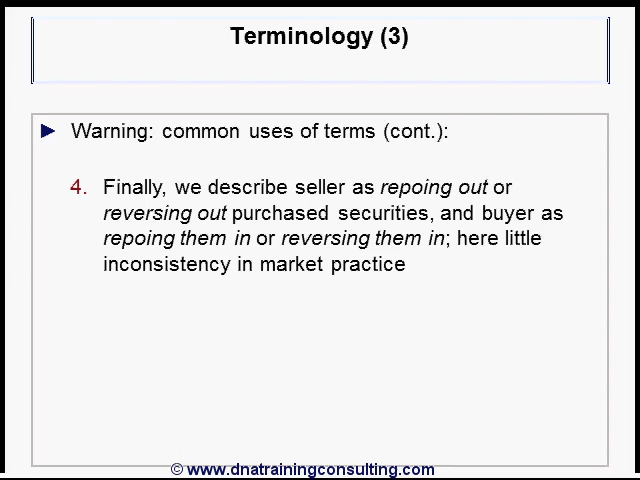 Terminology (3)
► Warning: common uses of terms (cont.):
4. Finally, we describe seller as repoing out or
reversing out purchased securities, and buyer as
repoing them in or reversing them in; here little
inconsistency in market practice
© www.dnatrainingconsulting.com